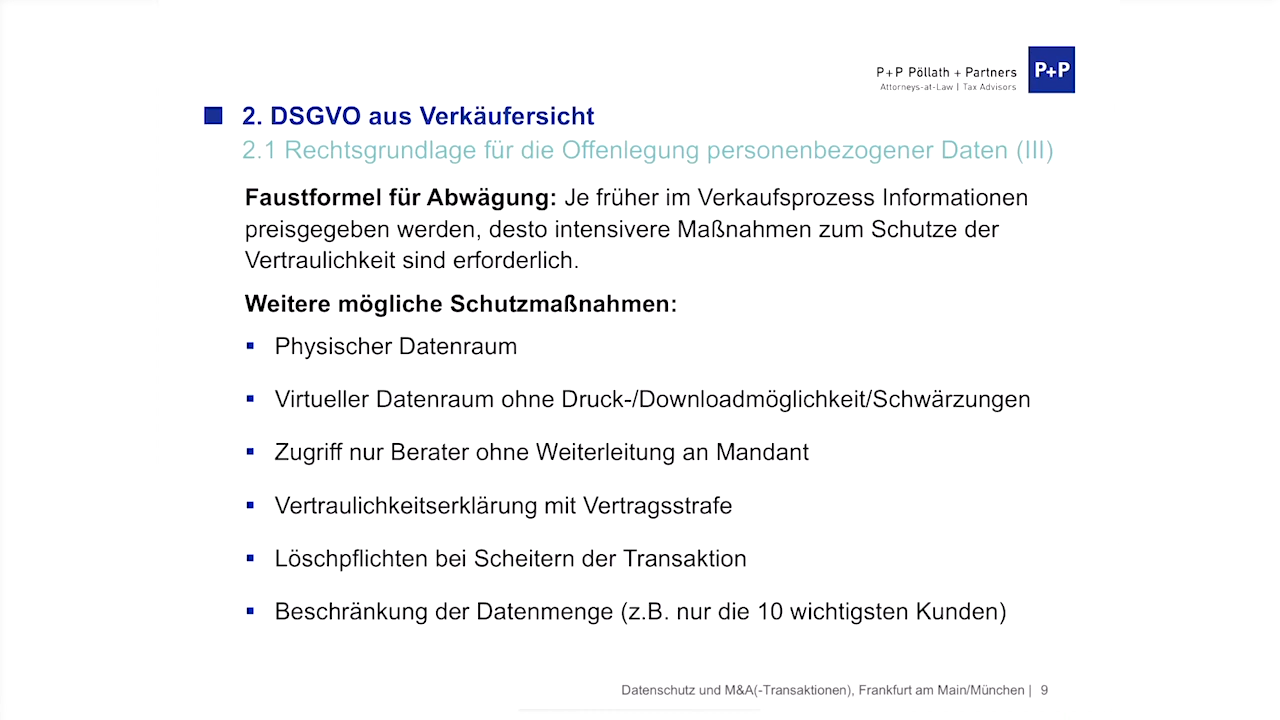 P+P Pöllath + Partners
Attorneys-at-Law | Tax Advisors
P+P
2. DSGVO aus Verkäufersicht
2.1 Rechtsgrundlage für die Offenlegung personenbezogener Daten (III)
Faustformel für Abwägung: Je früher im Verkaufsprozess Informationen
preisgegeben werden, desto intensivere Maßnahmen zum Schutze der
Vertraulichkeit sind erforderlich.
Weitere mögliche Schutzmaßnahmen:
▪ Physischer Datenraum
▪ Virtueller Datenraum ohne Druck-/Downloadmöglichkeit/Schwärzungen
▪ Zugriff nur Berater ohne Weiterleitung an Mandant
▪ Vertraulichkeitserklärung mit Vertragsstrafe
▪ Löschpflichten bei Scheitern der Transaktion
▪ Beschränkung der Datenmenge (z.B. nur die 10 wichtigsten Kunden)
Datenschutz und M&A(-Transaktionen), Frankfurt am Main/München | 9